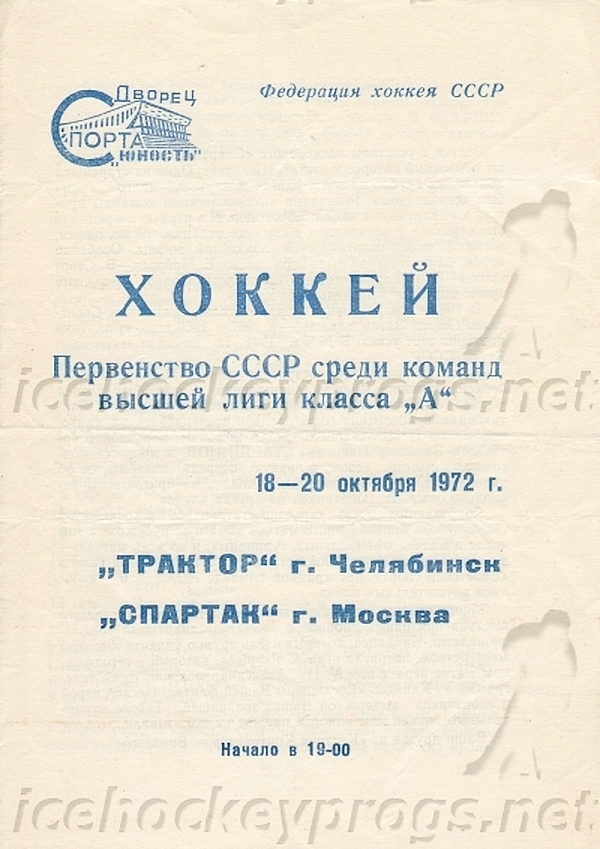 Дворец
Спорта
„Юность“
Федерация хоккея СССР
ХОККЕЙ
Первенство СССР среди команд
icehockeyprogs.net
высшей лиги класса „А“
18—20 октября 1972 г.
„ТРАКТОР“ г. Челябинск
„СПАРТАК“ г. Москва
Начало в 19-00
icehockeyprogs.net